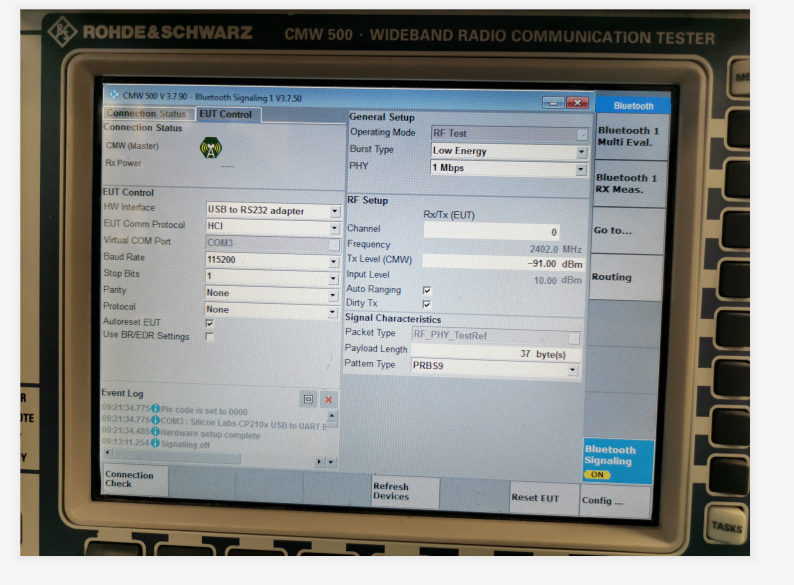 ROHDE&SCHWARZ CMW 500 · WIDEBAND RADIO COMMUNICATION TESTER
CMW 500 V 3.7.90 - Bluetooth Signaling 1 V3.7.50
Connection Status EUT Control
Connection Status
CMW (Master)
Rx Power ---
EUT Control
HW Interface USB to RS232 adapter
EUT Comm Protocol HCI
Virtual COM Port COM3
Baud Rate 115200
Stop Bits 1
Parity None
Protocol None
Autoreset EUT
Use BR/EDR Settings
Event Log
09:21:34.775 Pin code is set to 0000
09:21:34.775 COM3 : Silicon Labs CP210x USB to UART
09:21:34.485 Hardware setup complete
09:13:11.254 Signalling off
General Setup
Operating Mode RF Test
Burst Type Low Energy
PHY 1 Mbps
RF Setup
Rx/Tx (EUT)
Channel 0
Frequency 2402.0 MHz
Tx Level (CMW) -91.00 dBm
Input Level 10.00 dBm
Auto Ranging
Dirty Tx
Signal Characteristics
Packet Type RF_PHY_TestRef
Payload Length 37 byte(s)
Pattern Type PRBS9
Bluetooth
Bluetooth 1
Multi Eval.
Bluetooth 1
RX Meas.
Go to...
Routing
Bluetooth
Signaling
ON
Connection
Check
Refresh
Devices
Reset EUT
Config ...
TASKS